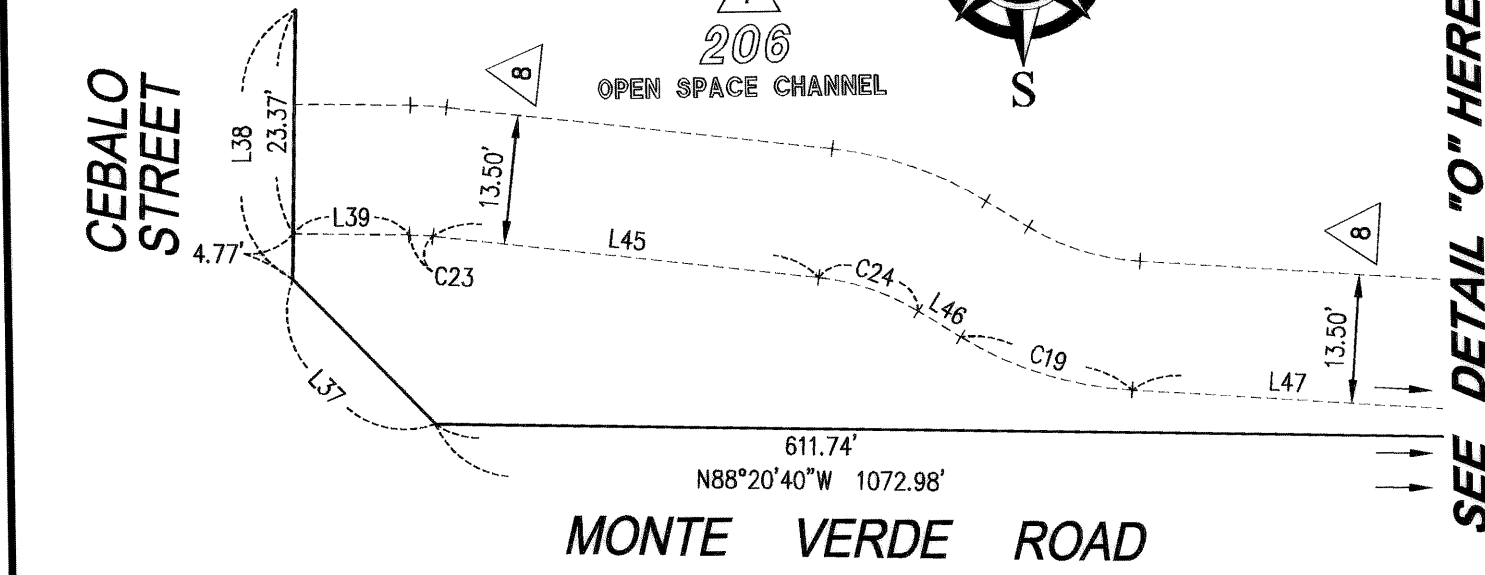 206
OPEN SPACE CHANNEL
S
CEBALO
STREET
L38
23.37'
8
13.50'
L39
4.77'
C23
L45
C24
L46
C19
8
13.50'
L47
L37
611.74'
N88°20'40"W 1072.98'
MONTE VERDE ROAD
SEE DETAIL "O" HERE